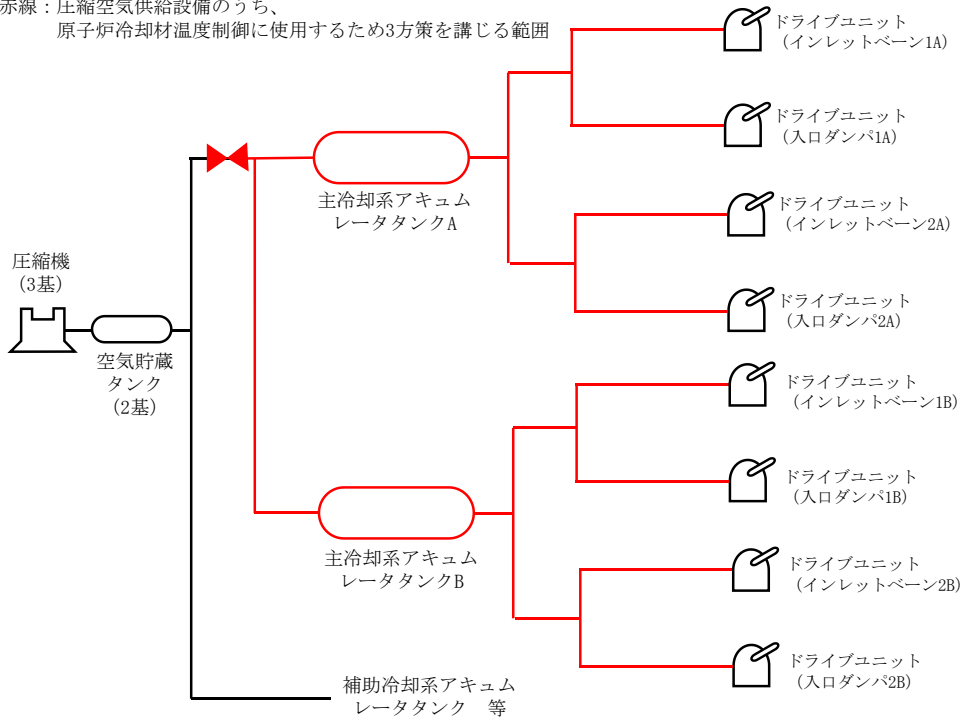 赤線：圧縮空気供給設備のうち、
原子炉冷却材温度制御に使用するため3方策を講じる範囲
ドライブユニット
（インレットベーン1A）
ドライブユニット
（入口ダンパ1A）
主冷却系アキュム
レータタンクA
ドライブユニット
（インレットベーン2A）
圧縮機
（3基）
ドライブユニット
（入口ダンパ2A）
空気貯蔵
タンク
（2基）
ドライブユニット
（インレットベーン1B）
ドライブユニット
（入口ダンパ1B）
主冷却系アキュム
レータタンクB
ドライブユニット
（インレットベーン2B）
ドライブユニット
（入口ダンパ2B）
補助冷却系アキュム
レータタンク　等